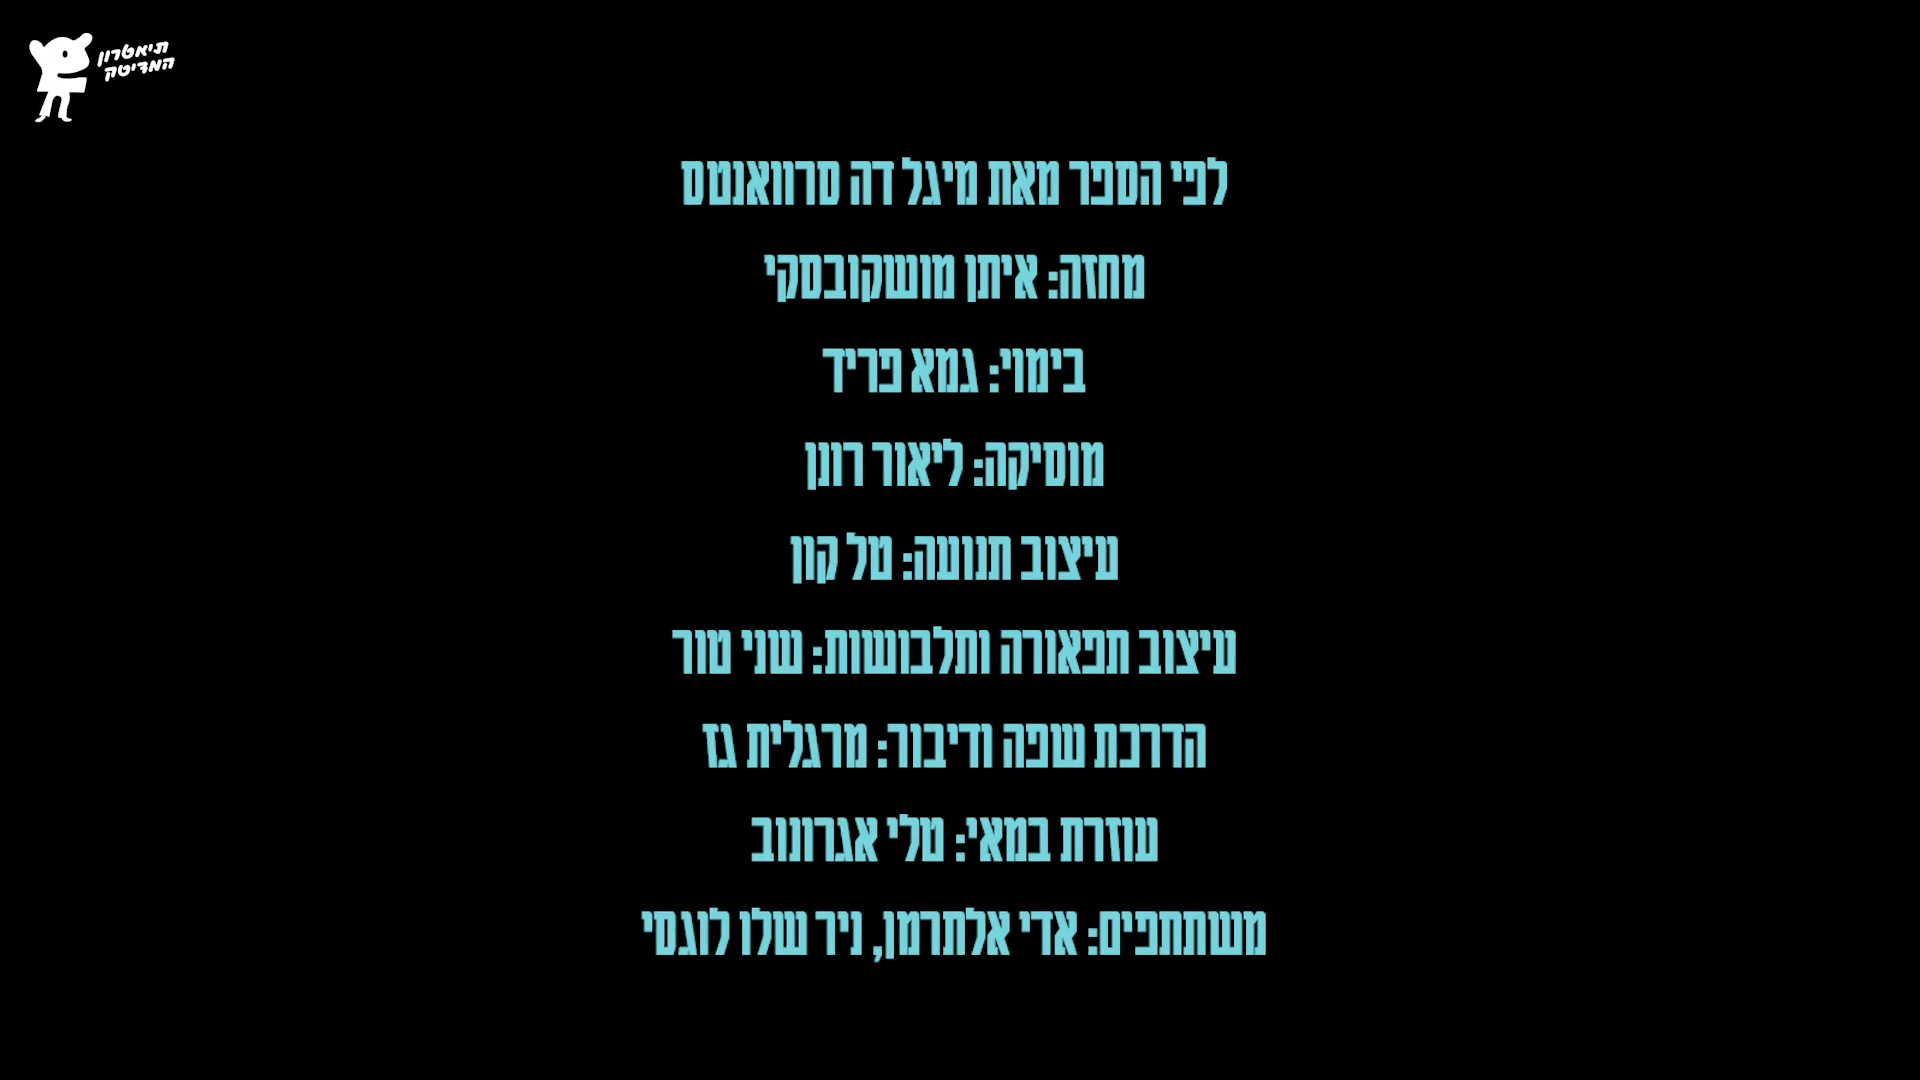 תיאטרון
המדיטק
לפי הספר מאת מיגל דה סרוואנטס
מחזה: איתן מושקובסקי
בימוי: גמא פריד
מוסיקה: ליאור רונן
עיצוב תנועה: טל קון
עיצוב תפאורה ותלבושות: שני טור
הדרכת שפה ודיבור: מרגלית גז
עוזרת במאי: טלי אגרונוב
משתתפים: אדי אלתרמן, ניר שלו לוגסי